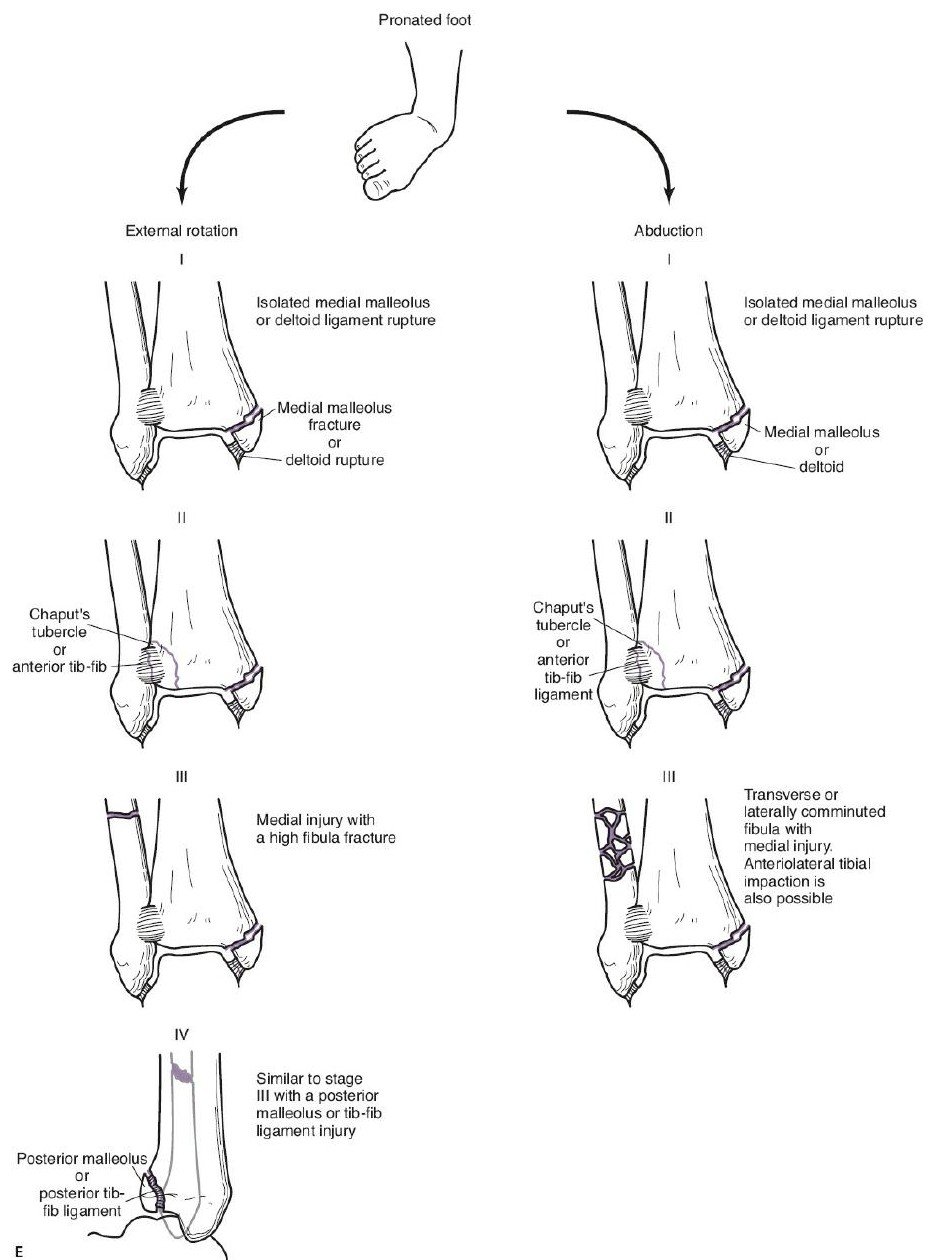 Pronated foot
External rotation
I
Isolated medial malleolus
or deltoid ligament rupture
Medial malleolus
fracture
or
deltoid rupture
II
Chaput's
tubercle
or
anterior tib-fib
III
Medial injury with
a high fibula fracture
IV
Similar to stage
III with a posterior
malleolus or tib-fib
ligament injury
Posterior malleolus
or
posterior tib-
fib ligament
Abduction
I
Isolated medial malleolus
or deltoid ligament rupture
Medial malleolus
or
deltoid
II
Chaput's
tubercle
or
anterior
tib-fib
ligament
III
Transverse or
laterally comminuted
fibula with
medial injury.
Anteriolateral tibial
impaction is
also possible
E